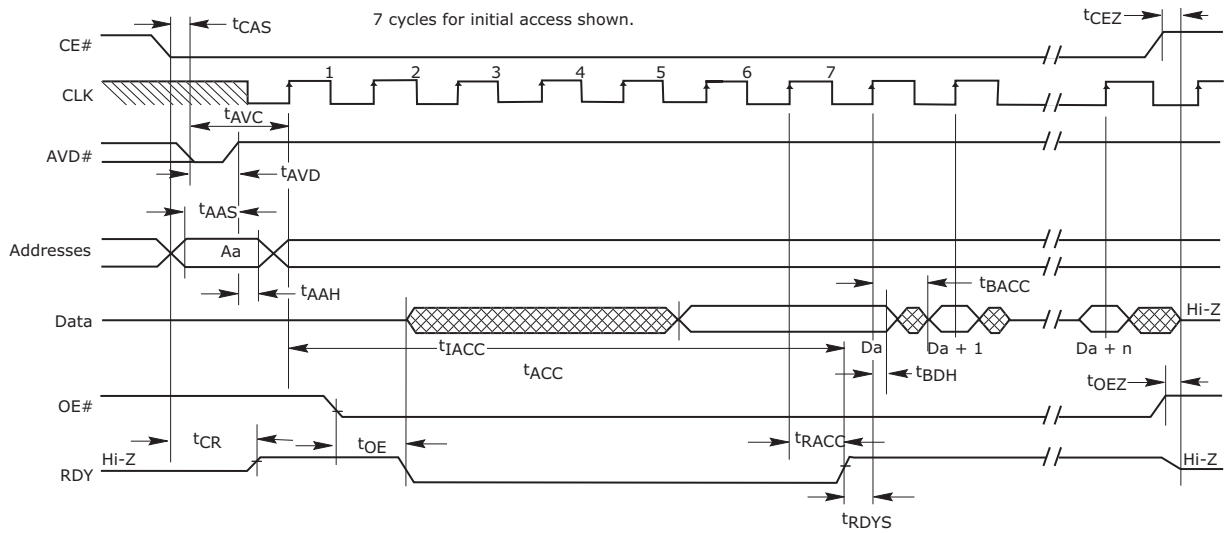 7 cycles for initial access shown.
tCAS
tCEZ
CE#
1 2 3 4 5 6 7
CLK
tAVC
AVD#
tAVD
tAAS
Addresses
Aa
tAAH
tBACC
Data
Hi-Z
tIACC
Da
Da + 1
Da + n
tACC
tBDH
tOEZ
OE#
tCR
tOE
tRACC
Hi-Z
Hi-Z
RDY
tRDYS